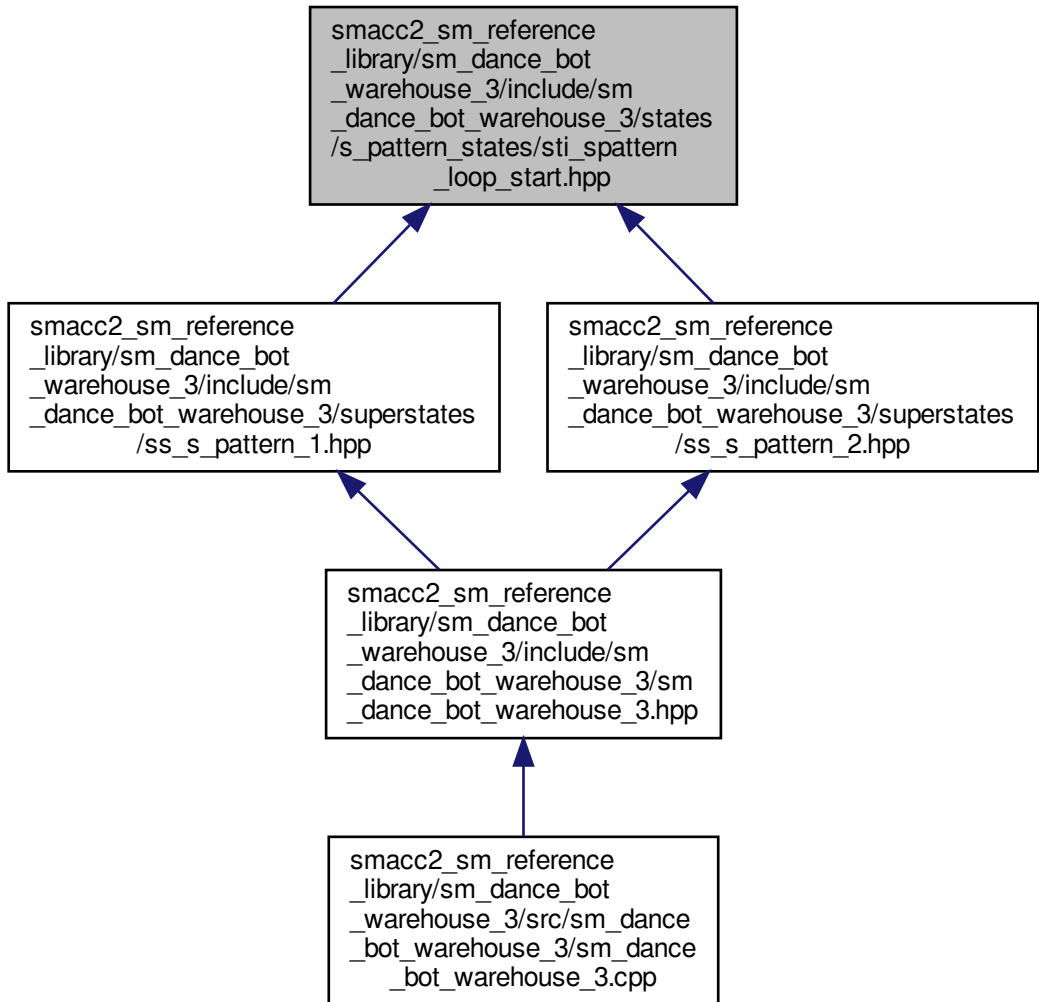 smacc2_sm_reference
_library/sm_dance_bot
_warehouse_3/include/sm
_dance_bot_warehouse_3/states
/s_pattern_states/sti_spattern
_loop_start.hpp
smacc2_sm_reference
_library/sm_dance_bot
_warehouse_3/include/sm
_dance_bot_warehouse_3/superstates
/ss_s_pattern_1.hpp
smacc2_sm_reference
_library/sm_dance_bot
_warehouse_3/include/sm
_dance_bot_warehouse_3/superstates
/ss_s_pattern_2.hpp
smacc2_sm_reference
_library/sm_dance_bot
_warehouse_3/include/sm
_dance_bot_warehouse_3/sm
_dance_bot_warehouse_3.hpp
smacc2_sm_reference
_library/sm_dance_bot
_warehouse_3/src/sm_dance
_bot_warehouse_3/sm_dance
_bot_warehouse_3.cpp